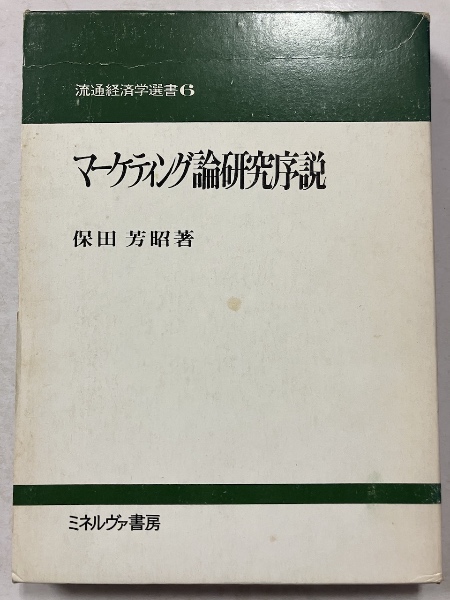 流通経済学選書6
マーケティング論研究序説
保田芳昭著
ミネルヴァ書房